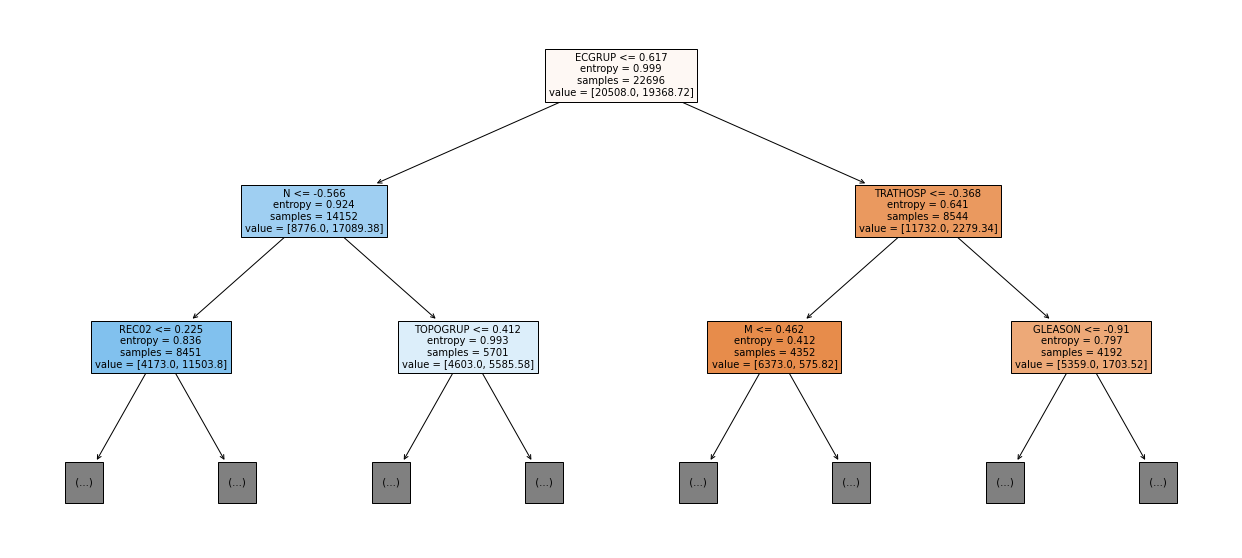 ECGRUP <= 0.617
entropy = 0.999
samples = 22696
value = [20508.0, 19368.72]
N <= -0.566
entropy = 0.924
samples = 14152
value = [8776.0, 17089.38]
TRATHOSP <= -0.368
entropy = 0.641
samples = 8544
value = [11732.0, 2279.34]
REC02 <= 0.225
entropy = 0.836
samples = 8451
value = [4173.0, 11503.8]
TOPOGRUP <= 0.412
entropy = 0.993
samples = 5701
value = [4603.0, 5585.58]
M <= 0.462
entropy = 0.412
samples = 4352
value = [6373.0, 575.82]
GLEASON <= -0.91
entropy = 0.797
samples = 4192
value = [5359.0, 1703.52]
(...)
(...)
(...)
(...)
(...)
(...)
(...)
(...)